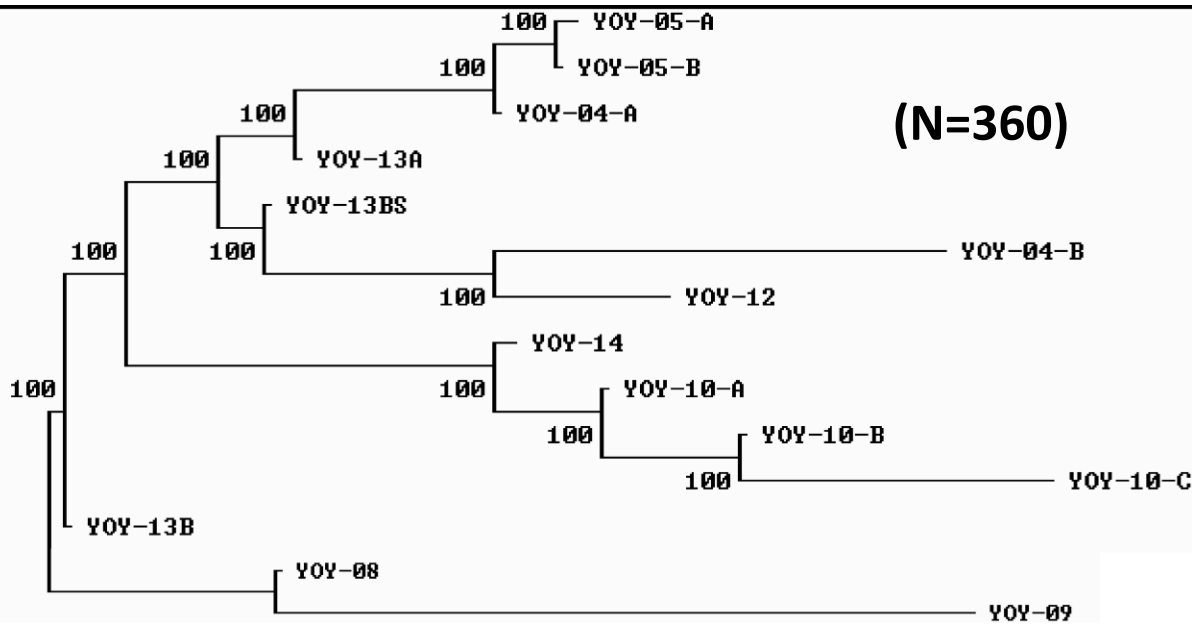 100 YOY-05-A
100 YOY-05-B
100 YOY-04-A
(N=360)
100 YOY-13A
YOY-13BS
100 100 YOY-04-B
100 YOY-12
YOY-14
100 100 YOY-10-A
100 YOY-10-B
100 YOY-10-C
YOY-13B
YOY-08
YOY-09